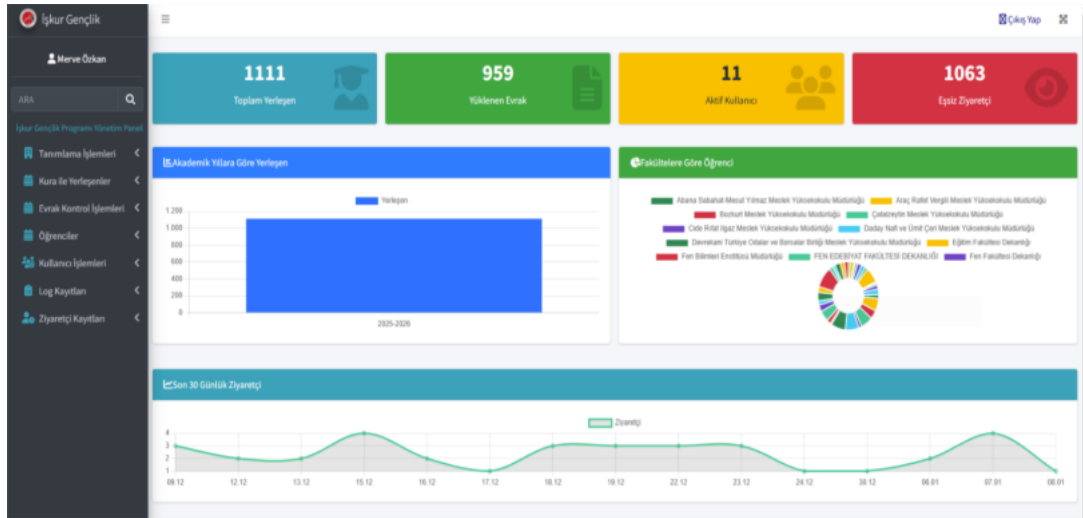 İşkur Gençlik
Çıkış Yap
Merve Özkan
ARA
İşkur Gençlik Programı Yönetim Paneli
Tanımlama İşlemleri
Kura ile Yerleşenler
Evrak Kontrol İşlemleri
Öğrenciler
Kullanıcı İşlemleri
Log Kayıtları
Ziyaretçi Kayıtları
1111
Toplam Yerleşen
959
Yüklenen Evrak
11
Aktif Kullanıcı
1063
Eşsiz Ziyaretçi
Akademik Yıllara Göre Yerleşen
Yerleşen
1.200
1.000
800
600
400
200
0
2025-2026
Fakültelere Göre Öğrenci
Abana Sabahat-Mesut Yılmaz Meslek Yüksekokulu Müdürlüğü Araç Rafet Vergili Meslek Yüksekokulu Müdürlüğü
Bozkurt Meslek Yüksekokulu Müdürlüğü Çatalzeytin Meslek Yüksekokulu Müdürlüğü
Cide Rıfat Ilgaz Meslek Yüksekokulu Müdürlüğü Daday Nafi ve Ümit Çeri Meslek Yüksekokulu Müdürlüğü
Devrekani Türkiye Odalar ve Borsalar Birliği Meslek Yüksekokulu Müdürlüğü Eğitim Fakültesi Dekanlığı
Fen Bilimleri Enstitüsü Müdürlüğü FEN EDEBİYAT FAKÜLTESİ DEKANLIĞI Fen Fakültesi Dekanlığı
Son 30 Günlük Ziyaretçi
Ziyaretçi
4
3
2
1
09.12 12.12 13.12 15.12 16.12 17.12 18.12 19.12 22.12 23.12 24.12 30.12 06.01 07.01 08.01